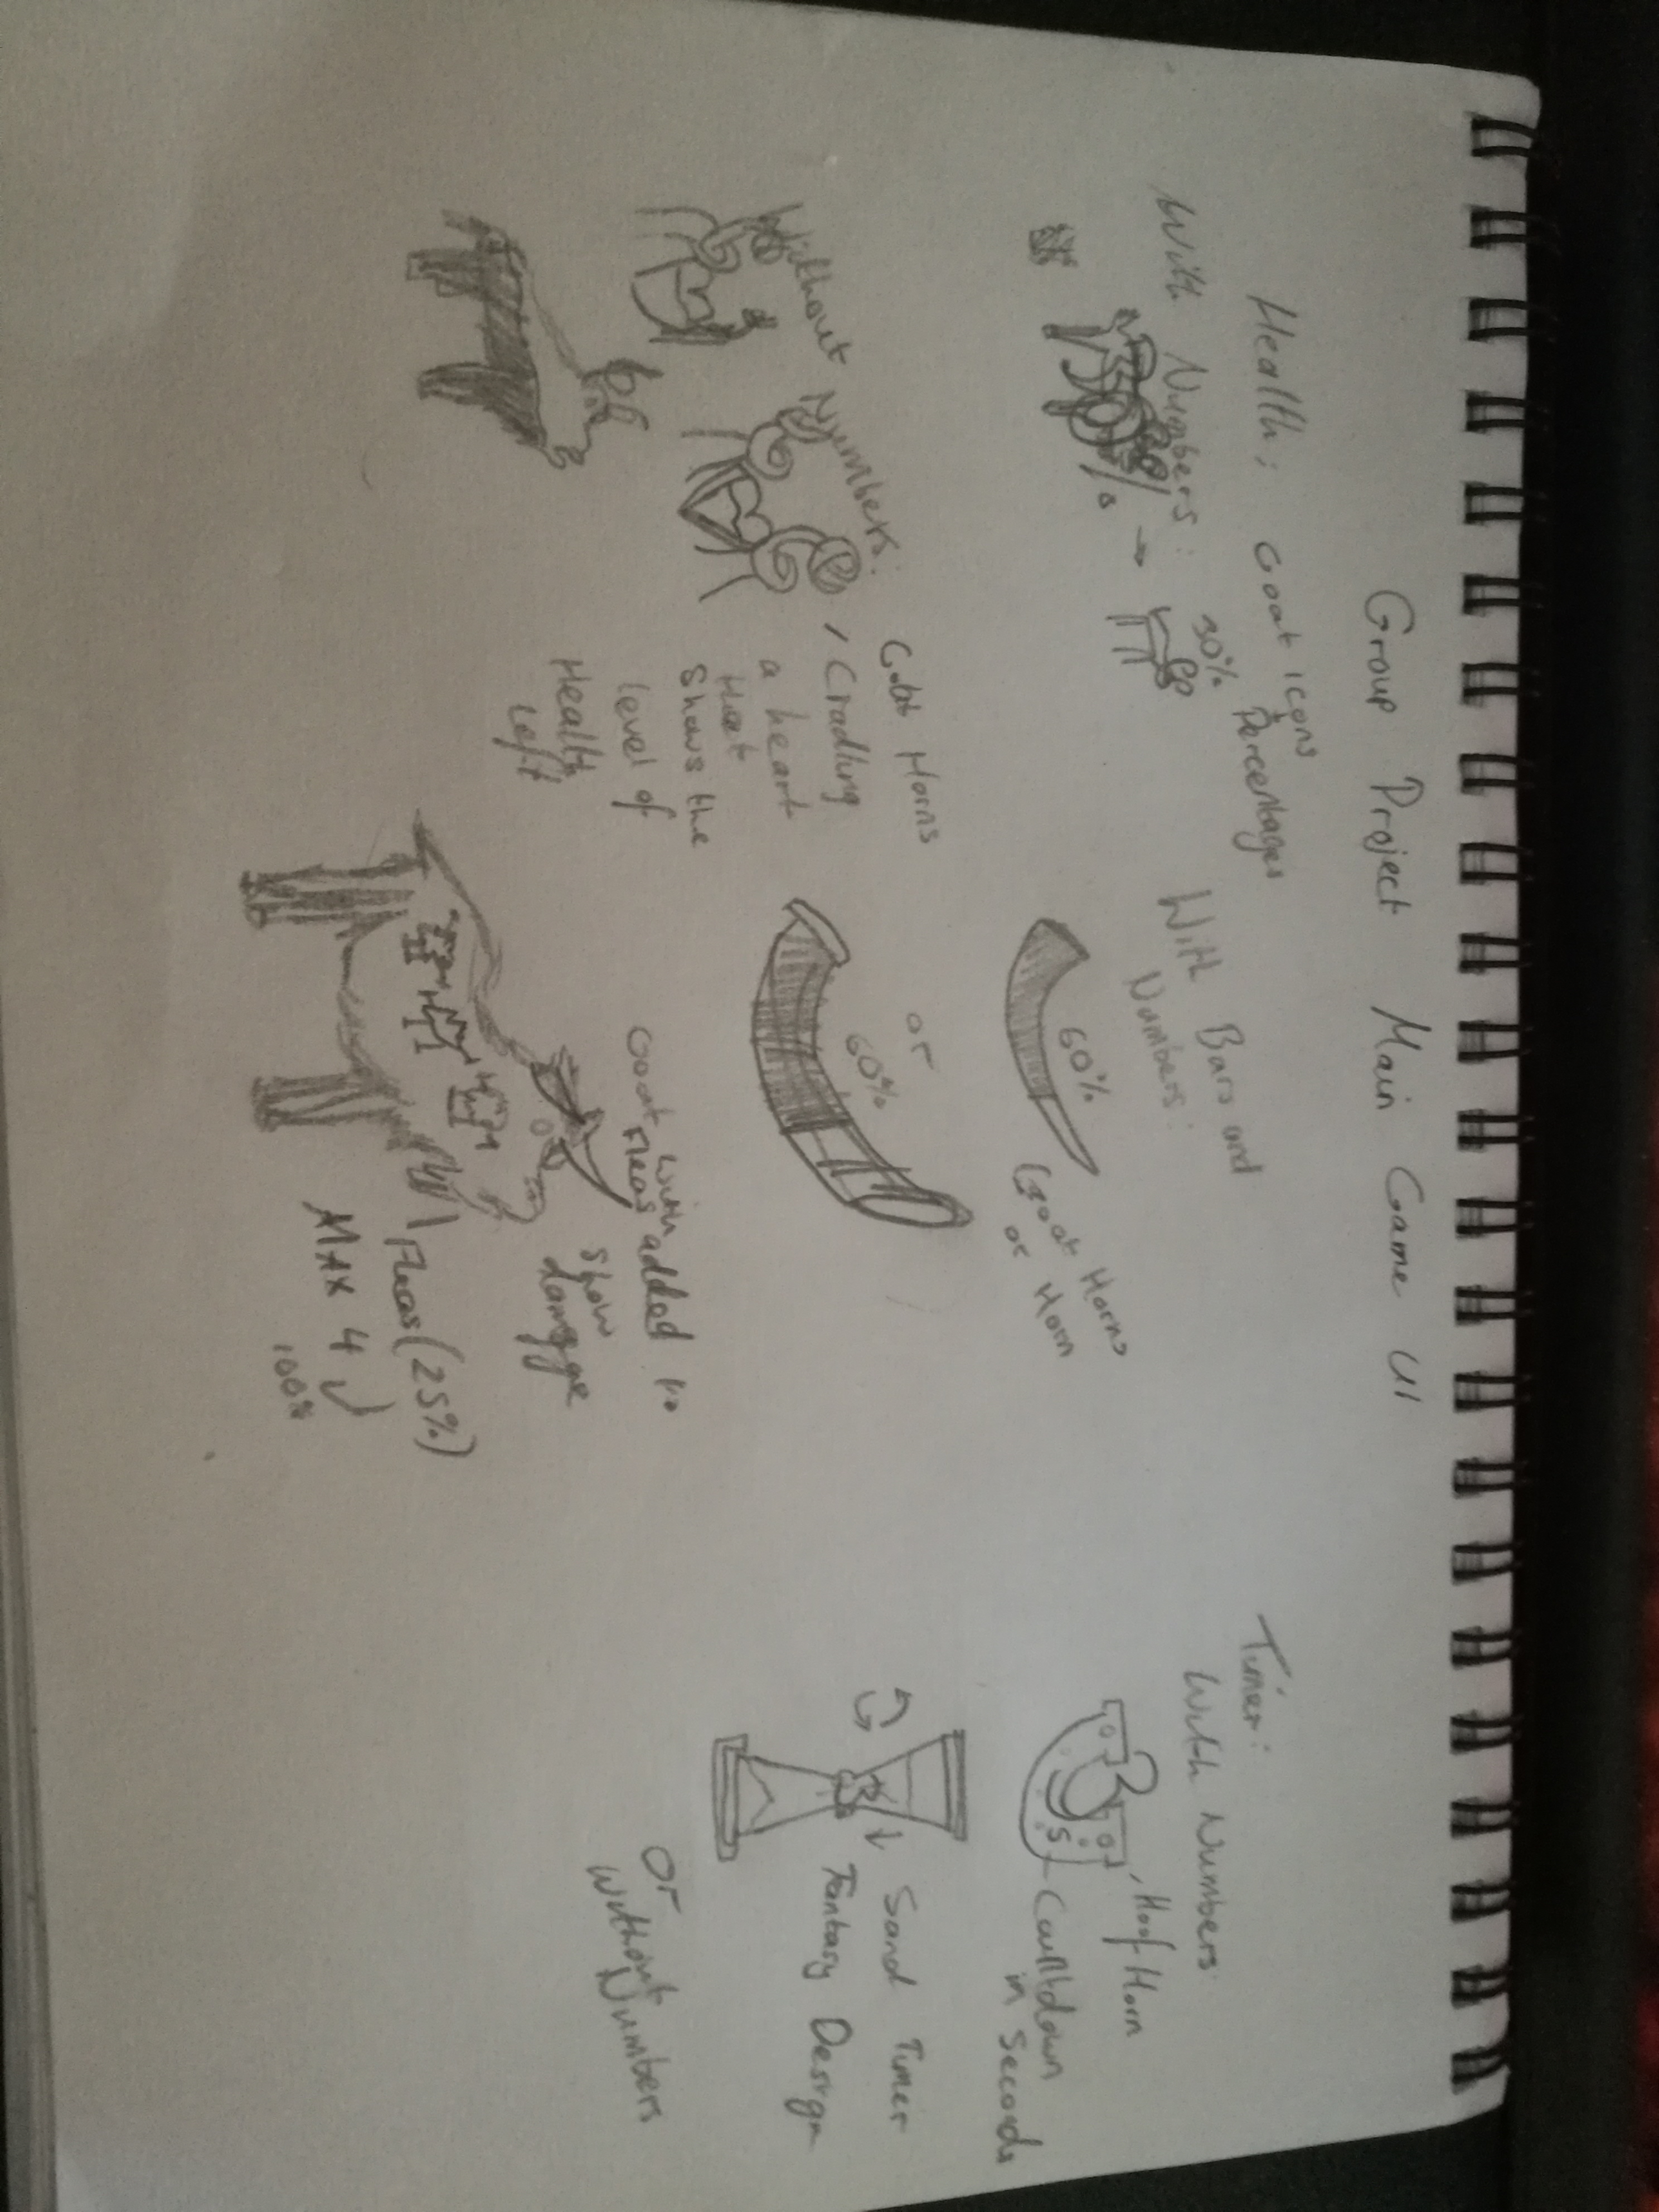 Group Project Main Game UI
Health: Goat icons & Percentages
With Numbers:
30%
With Bars and
Numbers:
60%
Goat Horns
or Horn
or
60%
Without Numbers:
Goat Horns
Cradling
a heart
that
shows the
level of
Health
Left
Goat with
Fleas added to
show
damage
Fleas (25%)
MAX 4
100%
Timer:
With Numbers:
Hoof Horn
Countdown
in Seconds
Sand Timer
Fantasy Design
or
without
Numbers